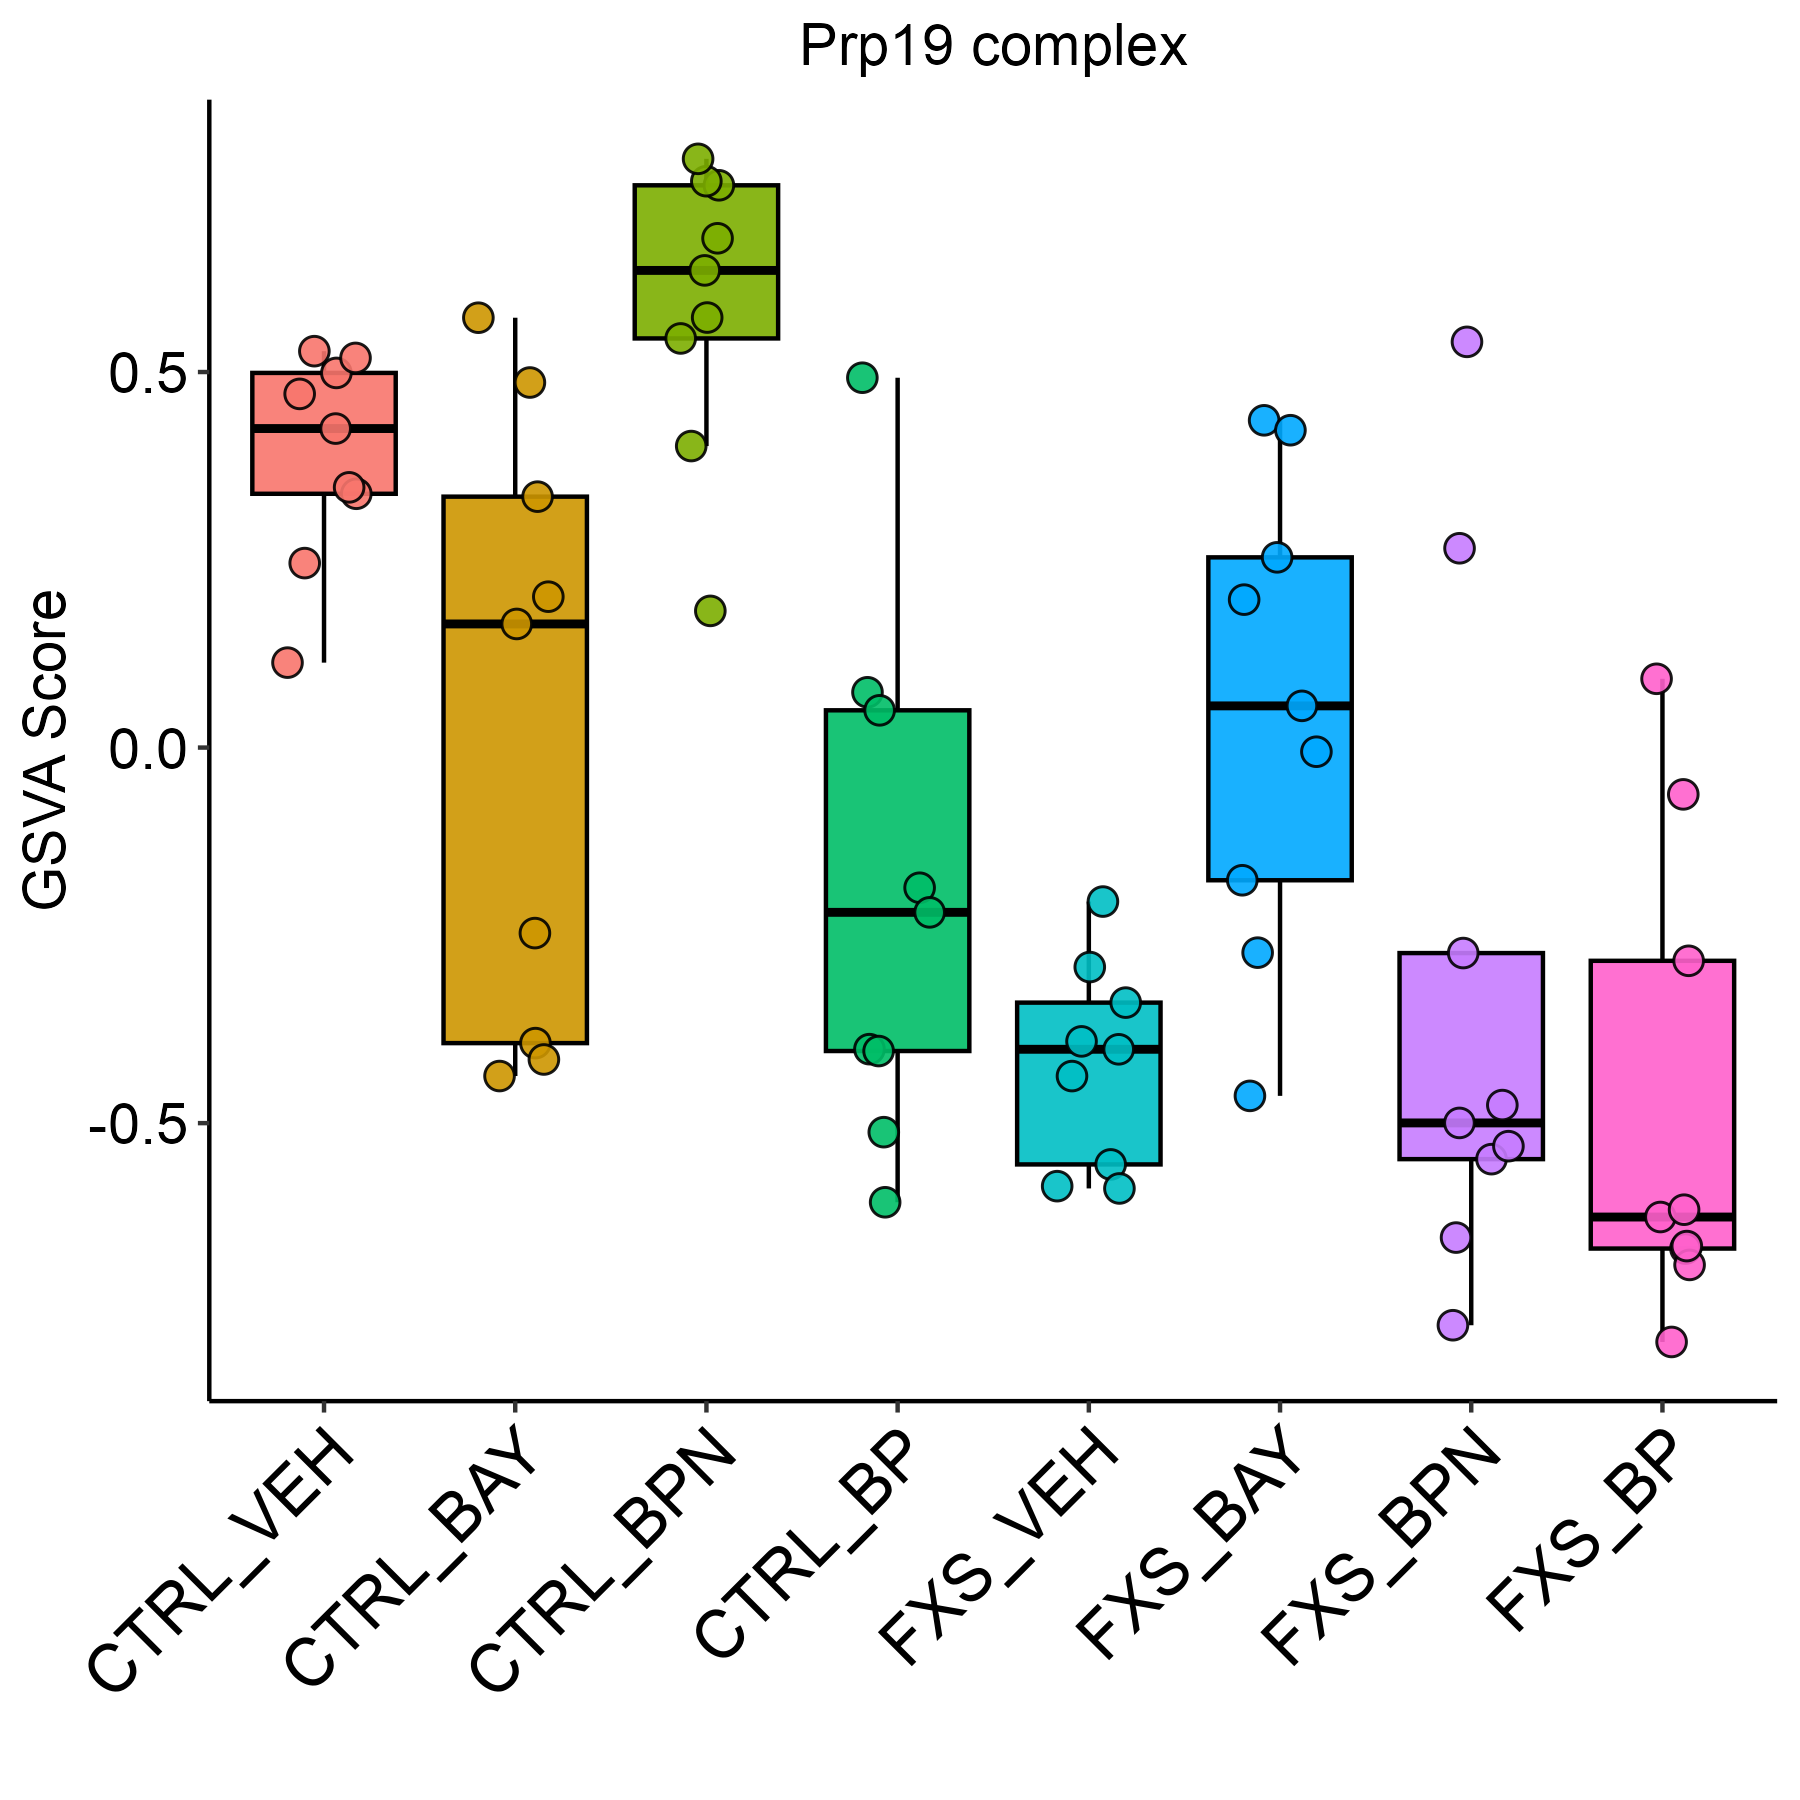 Prp19 complex
GSVA Score
0.5
0.0
-0.5
CTRL_VEH
CTRL_BAY
CTRL_BPN
CTRL_BP
FXS_VEH
FXS_BAY
FXS_BPN
FXS_BP